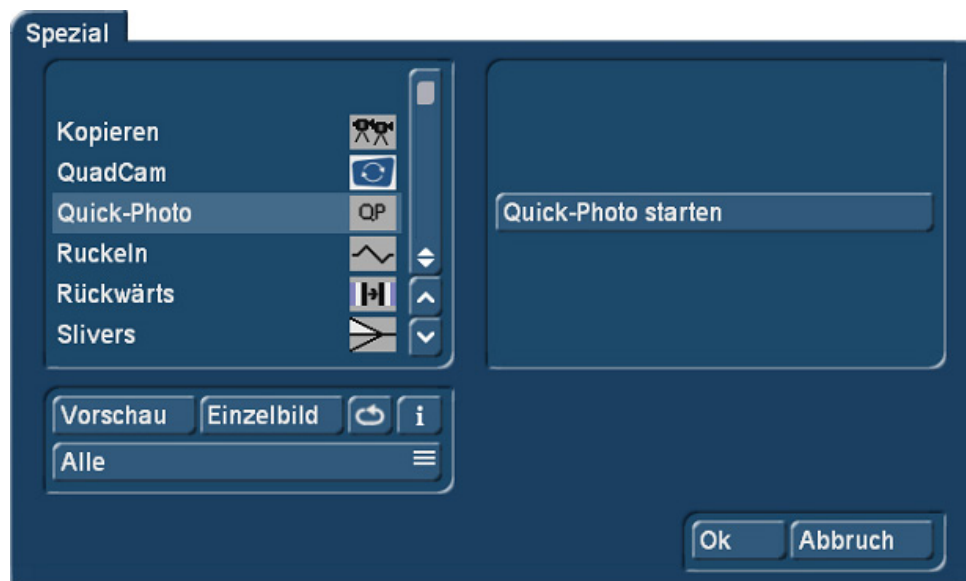 Spezial
Kopieren
QuadCam
Quick-Photo QP
Ruckeln
Rückwärts
Slivers
Quick-Photo starten
Vorschau Einzelbild i
Alle
Ok Abbruch